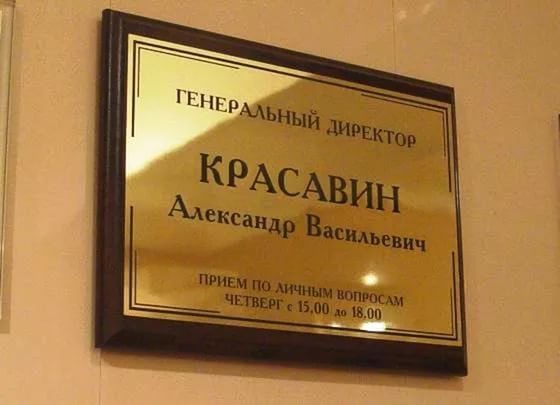 ГЕНЕРАЛЬНЫЙ ДИРЕКТОР
КРАСАВИН
Александр Васильевич
ПРИЕМ ПО ЛИЧНЫМ ВОПРОСАМ
ЧЕТВЕРГ с 15.00 до 18.00